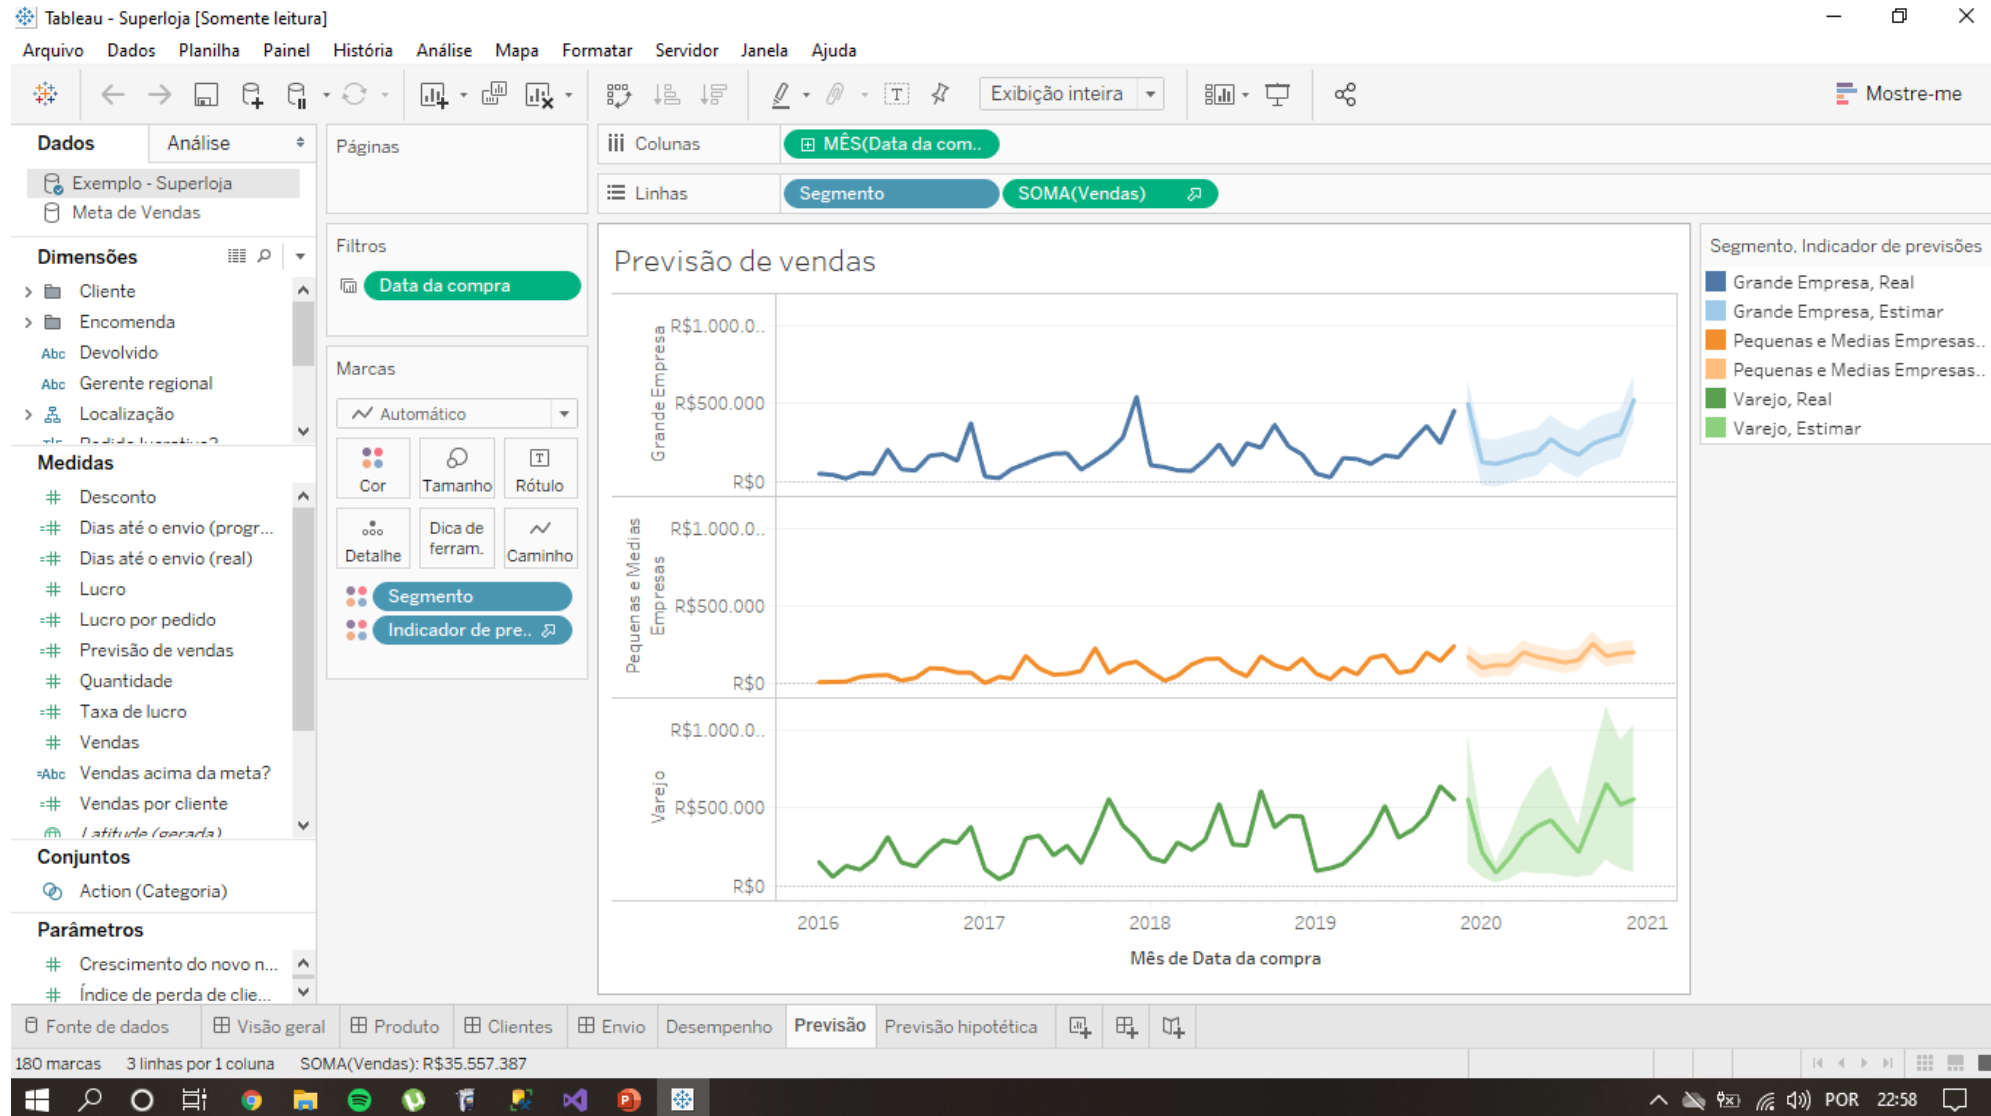 Tableau - Superloja [Somente leitura]
Arquivo Dados Planilha Painel História Análise Mapa Formatar Servidor Janela Ajuda
Exibição inteira
Mostre-me
Dados Análise
Exemplo - Superloja
Meta de Vendas
Dimensões
Cliente
Encomenda
Abc Devolvido
Abc Gerente regional
Localização
Medidas
# Desconto
=# Dias até o envio (progr...
=# Dias até o envio (real)
# Lucro
=# Lucro por pedido
=# Previsão de vendas
# Quantidade
=# Taxa de lucro
# Vendas
=Abc Vendas acima da meta?
=# Vendas por cliente
Latitude (gerada)
Conjuntos
Action (Categoria)
Parâmetros
# Crescimento do novo n...
# Índice de perda de clie...
Páginas
Filtros
Data da compra
Marcas
Automático
Cor Tamanho Rótulo
Detalhe Dica de ferram. Caminho
Segmento
Indicador de pre..
Colunas MÊS(Data da com..
Linhas Segmento SOMA(Vendas)
Previsão de vendas
Grande Empresa
R$1.000.0..
R$500.000
R$0
Pequenas e Medias Empresas
R$1.000.0..
R$500.000
R$0
Varejo
R$1.000.0..
R$500.000
R$0
2016 2017 2018 2019 2020 2021
Mês de Data da compra
Segmento, Indicador de previsões
Grande Empresa, Real
Grande Empresa, Estimar
Pequenas e Medias Empresas..
Pequenas e Medias Empresas..
Varejo, Real
Varejo, Estimar
Fonte de dados Visão geral Produto Clientes Envio Desempenho Previsão Previsão hipotética
180 marcas 3 linhas por 1 coluna SOMA(Vendas): R$35.557.387
POR 22:58